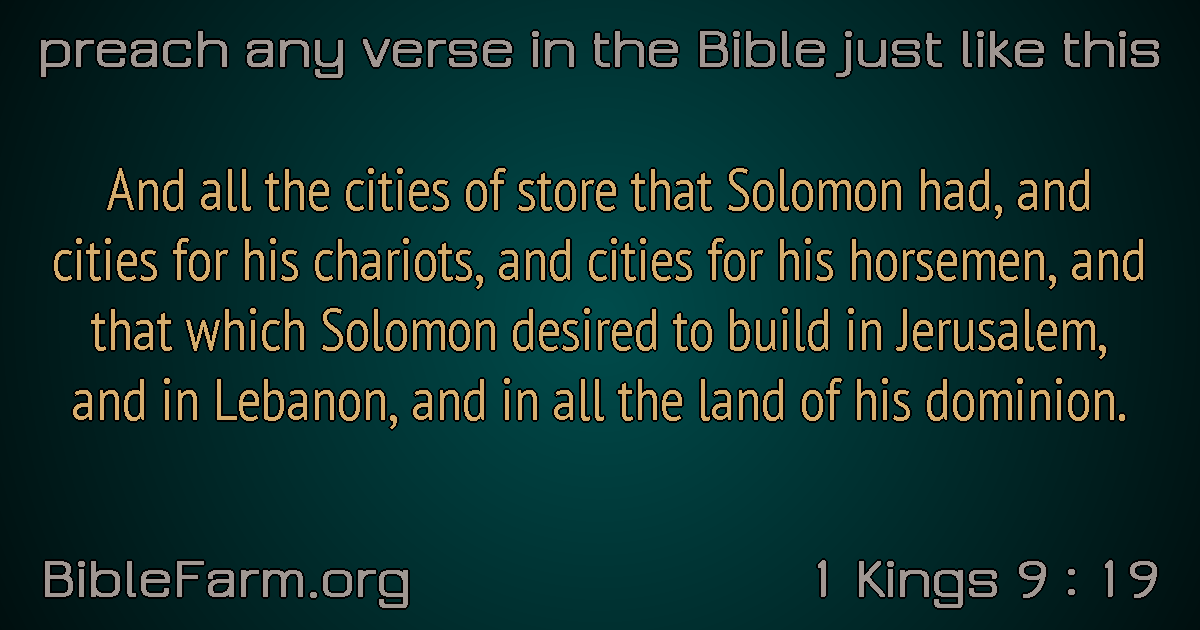 preach any verse in the Bible just like this
And all the cities of store that Solomon had, and
cities for his chariots, and cities for his horsemen, and
that which Solomon desired to build in Jerusalem,
and in Lebanon, and in all the land of his dominion.
BibleFarm.org
1 Kings 9 : 19